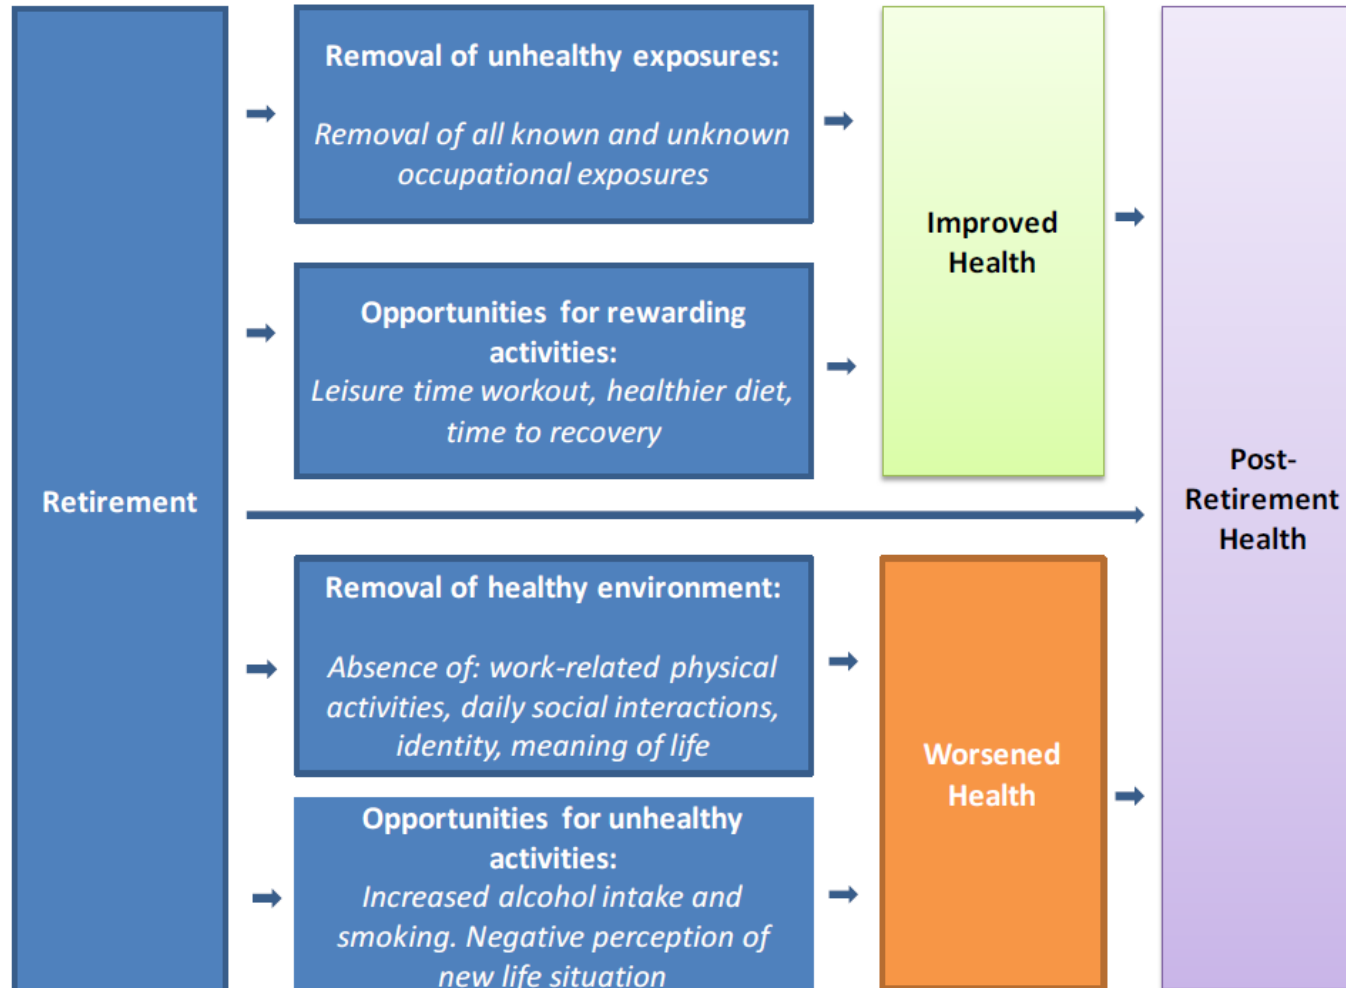 Retirement
Removal of unhealthy exposures:
Removal of all known and unknown
occupational exposures
Opportunities for rewarding
activities:
Leisure time workout, healthier diet,
time to recovery
Removal of healthy environment:
Absence of: work-related physical
activities, daily social interactions,
identity, meaning of life
Opportunities for unhealthy
activities:
Increased alcohol intake and
smoking. Negative perception of
new life situation
Improved
Health
Worsened
Health
Post-
Retirement
Health